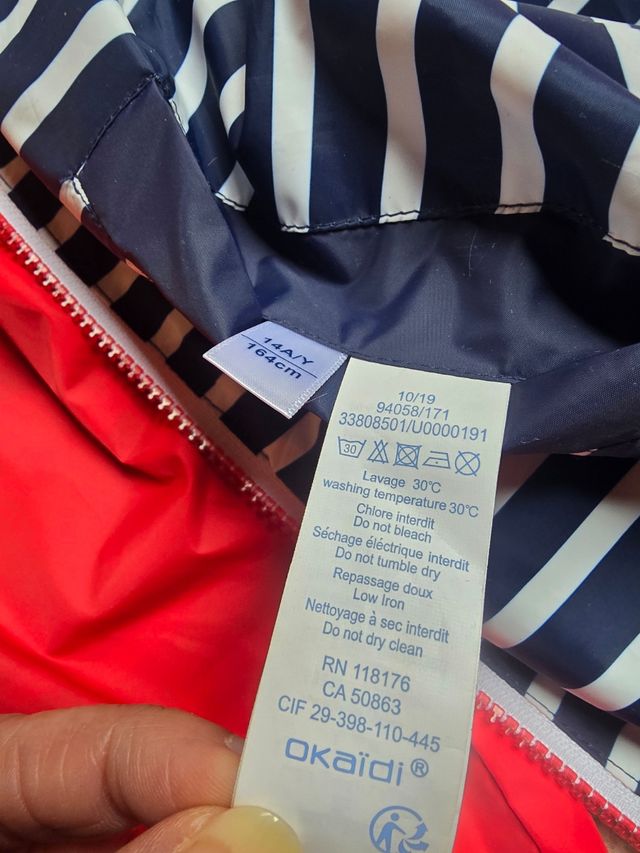 14A/Y
164cm
10/19
94058/171
33808501/U0000191
30
Lavage 30℃
washing temperature 30℃
Chlore interdit
Do not bleach
Séchage éléctrique interdit
Do not tumble dry
Repassage doux
Low Iron
Nettoyage à sec interdit
Do not dry clean
RN 118176
CA 50863
CIF 29-398-110-445
OKaïdi®